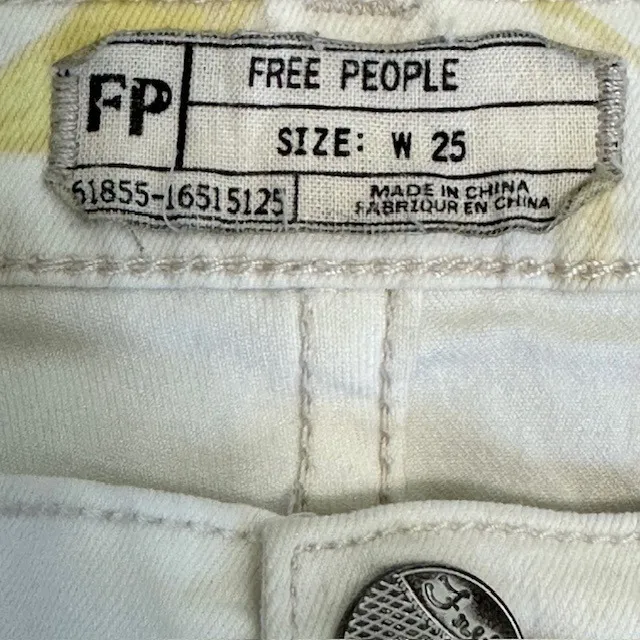 FP
FREE PEOPLE
SIZE: W 25
61855-16515125
MADE IN CHINA
FABRIQUR EN CHINA